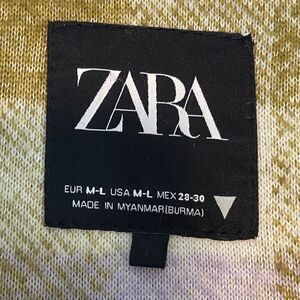 ZARA
EUR M-L USA M-L MEX 28-30
MADE IN MYANMAR(BURMA)